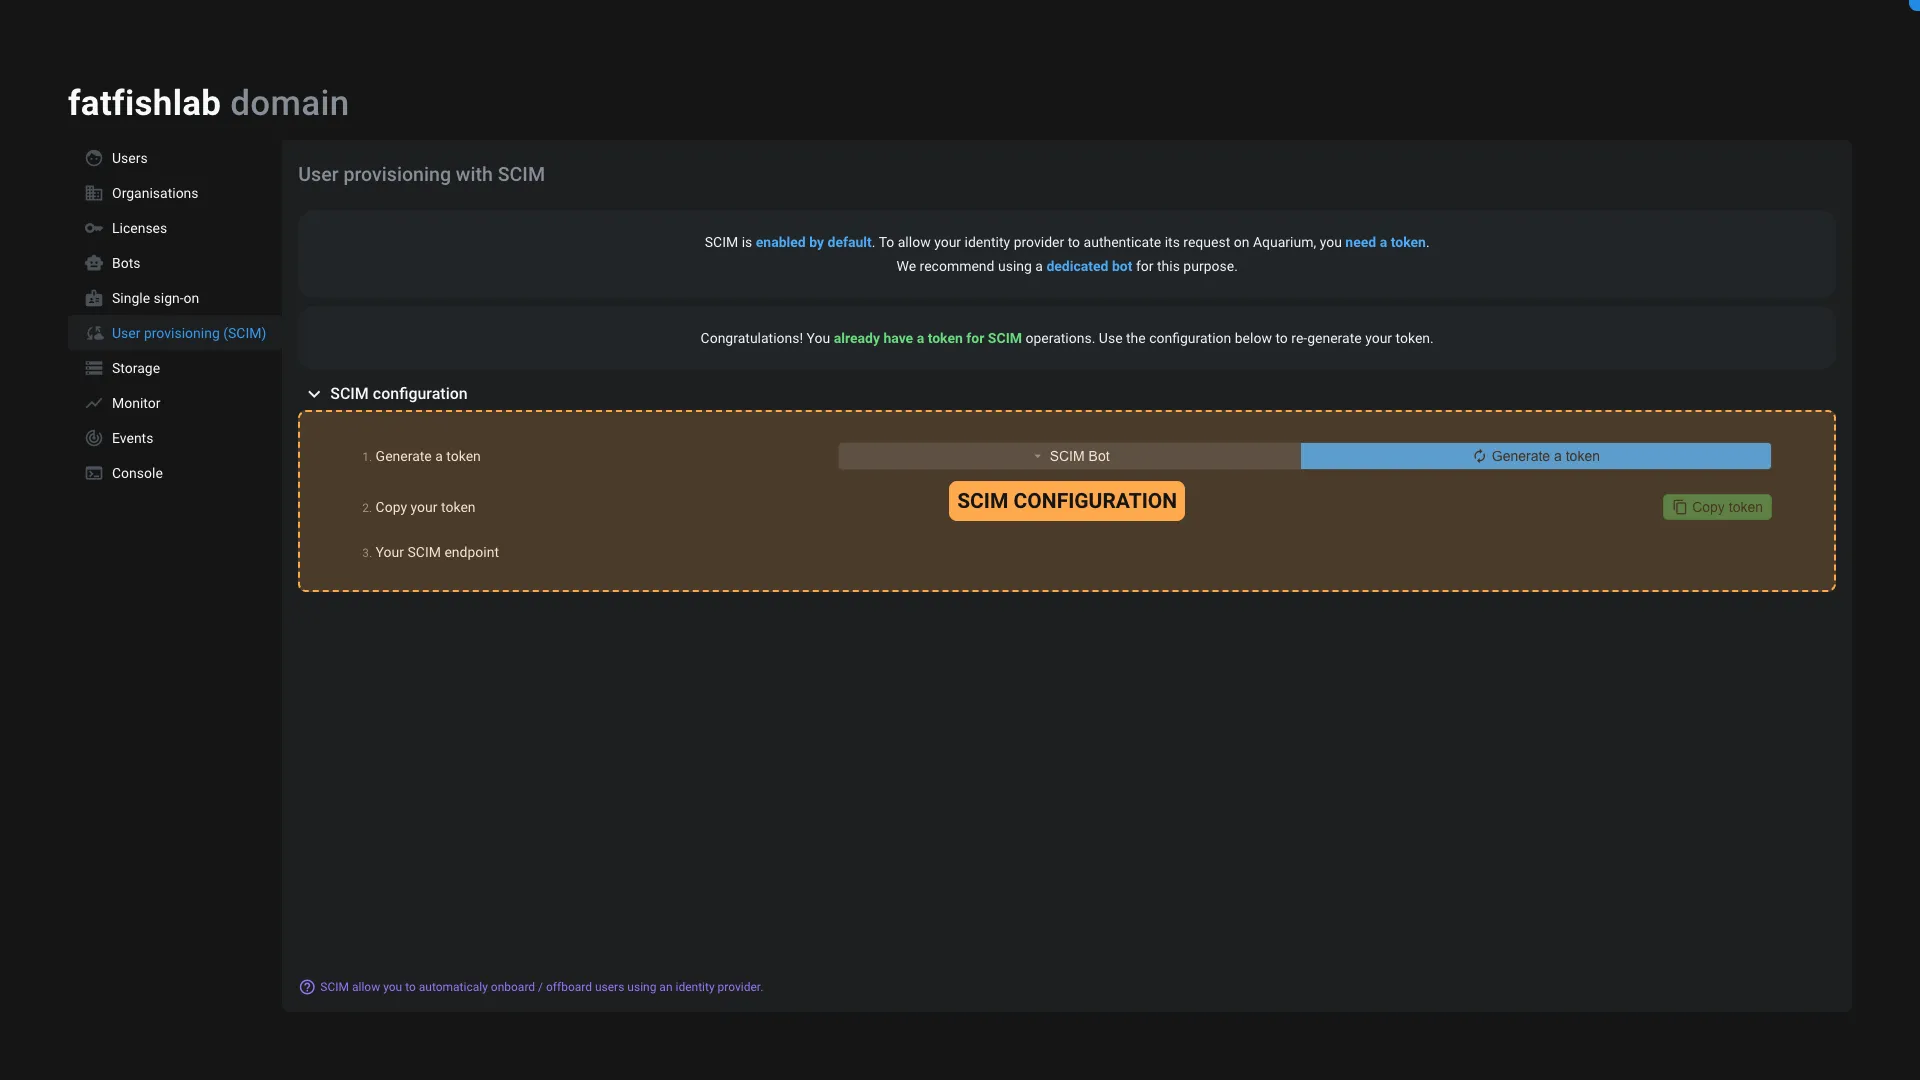 fatfishlab domain
Users
Organisations
Licenses
Bots
Single sign-on
User provisioning (SCIM)
Storage
Monitor
Events
Console
User provisioning with SCIM
SCIM is enabled by default. To allow your identity provider to authenticate its request on Aquarium, you need a token.
We recommend using a dedicated bot for this purpose.
Congratulations! You already have a token for SCIM operations. Use the configuration below to re-generate your token.
SCIM configuration
1. Generate a token
SCIM Bot
Generate a token
SCIM CONFIGURATION
2. Copy your token
Copy token
3. Your SCIM endpoint
SCIM allow you to automaticaly onboard / offboard users using an identity provider.